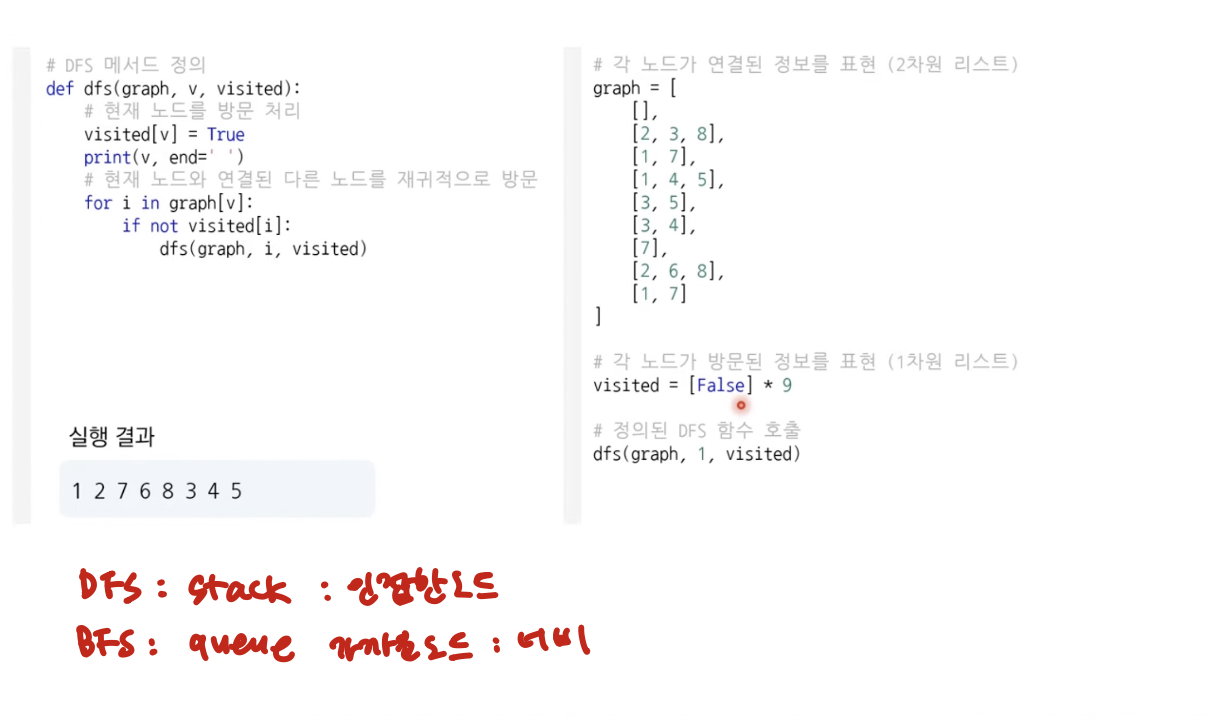 # DFS 메서드 정의
def dfs(graph, v, visited):
    # 현재 노드를 방문 처리
    visited[v] = True
    print(v, end=' ')
    # 현재 노드와 연결된 다른 노드를 재귀적으로 방문
    for i in graph[v]:
        if not visited[i]:
            dfs(graph, i, visited)
실행 결과
1 2 7 6 8 3 4 5
# 각 노드가 연결된 정보를 표현 (2차원 리스트)
graph = [
    [],
    [2, 3, 8],
    [1, 7],
    [1, 4, 5],
    [3, 5],
    [3, 4],
    [7],
    [2, 6, 8],
    [1, 7]
]
# 각 노드가 방문된 정보를 표현 (1차원 리스트)
visited = [False] * 9
# 정의된 DFS 함수 호출
dfs(graph, 1, visited)
DFS : stack : 인접한노드
BFS : queue 가까운노드 : 너비